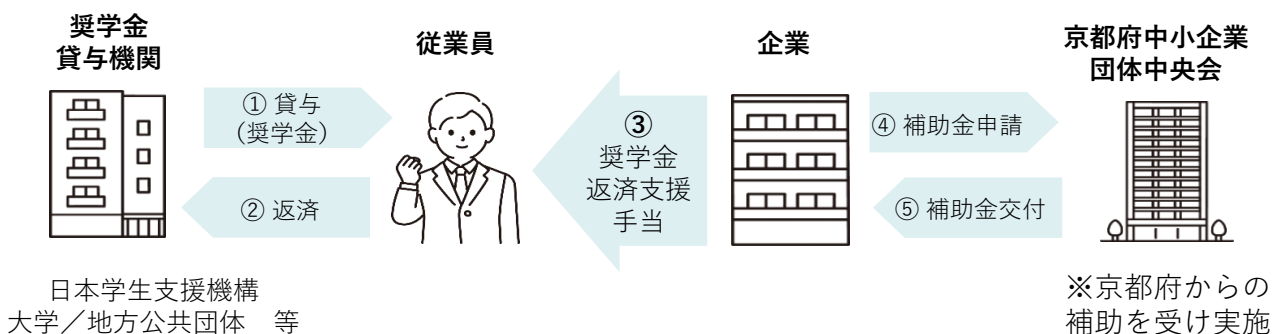 奨学金
貸与機関
従業員
企業
京都府中小企業
団体中央会
① 貸与
（奨学金）
② 返済
③
奨学金
返済支援
手当
④ 補助金申請
⑤ 補助金交付
日本学生支援機構
大学／地方公共団体　等
※京都府からの
補助を受け実施